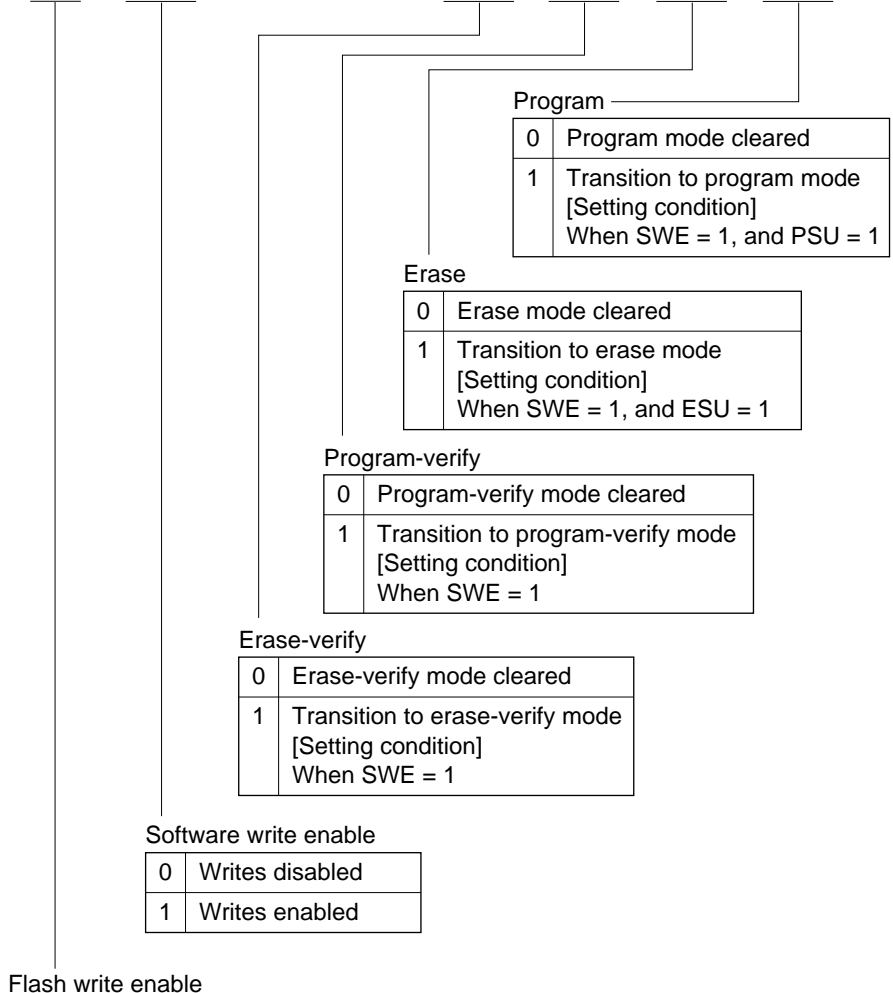 Program
0 Program mode cleared
1 Transition to program mode
[Setting condition]
When SWE = 1, and PSU = 1
Erase
0 Erase mode cleared
1 Transition to erase mode
[Setting condition]
When SWE = 1, and ESU = 1
Program-verify
0 Program-verify mode cleared
1 Transition to program-verify mode
[Setting condition]
When SWE = 1
Erase-verify
0 Erase-verify mode cleared
1 Transition to erase-verify mode
[Setting condition]
When SWE = 1
Software write enable
0 Writes disabled
1 Writes enabled
Flash write enable